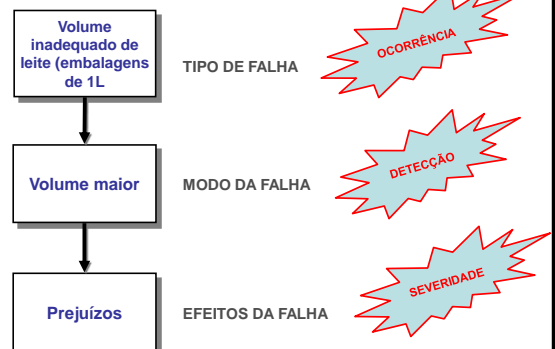 Volume
inadequado de
leite (embalagens
de 1L
TIPO DE FALHA
OCORRÊNCIA
Volume maior
MODO DA FALHA
DETECÇÃO
Prejuízos
EFEITOS DA FALHA
SEVERIDADE